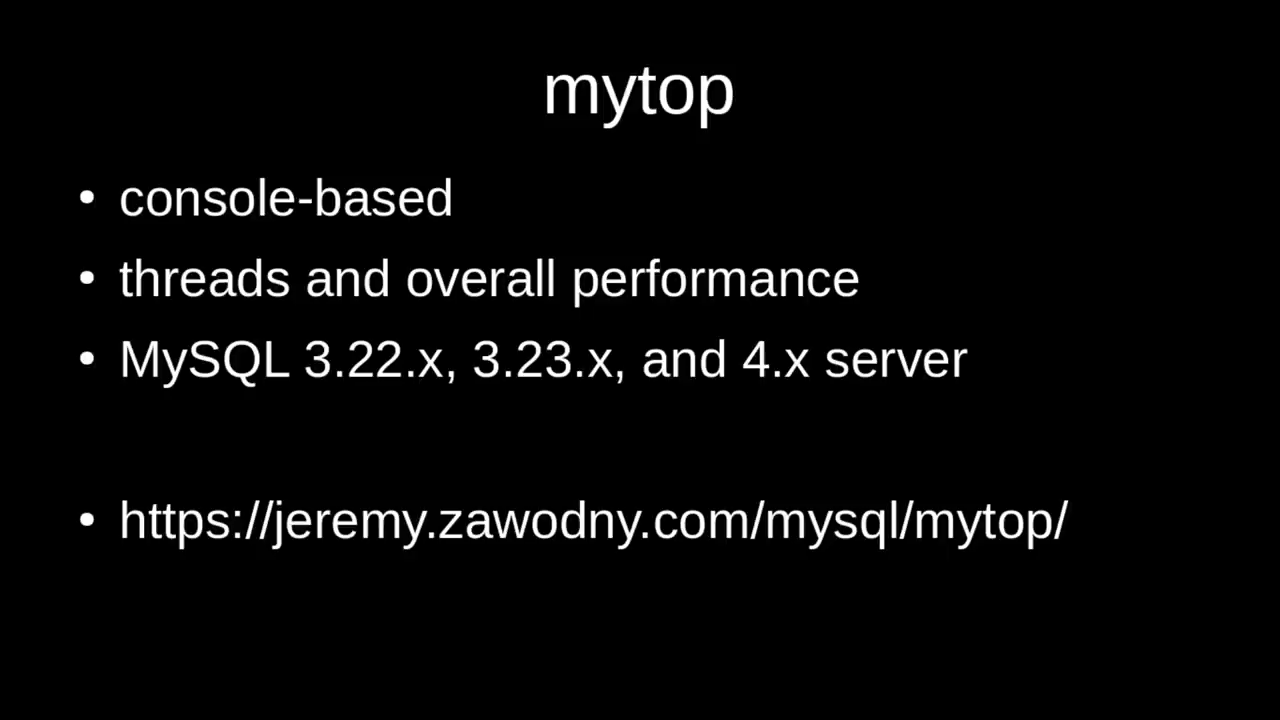 mytop
• console-based
• threads and overall performance
• MySQL 3.22.x, 3.23.x, and 4.x server
• https://jeremy.zawodny.com/mysql/mytop/